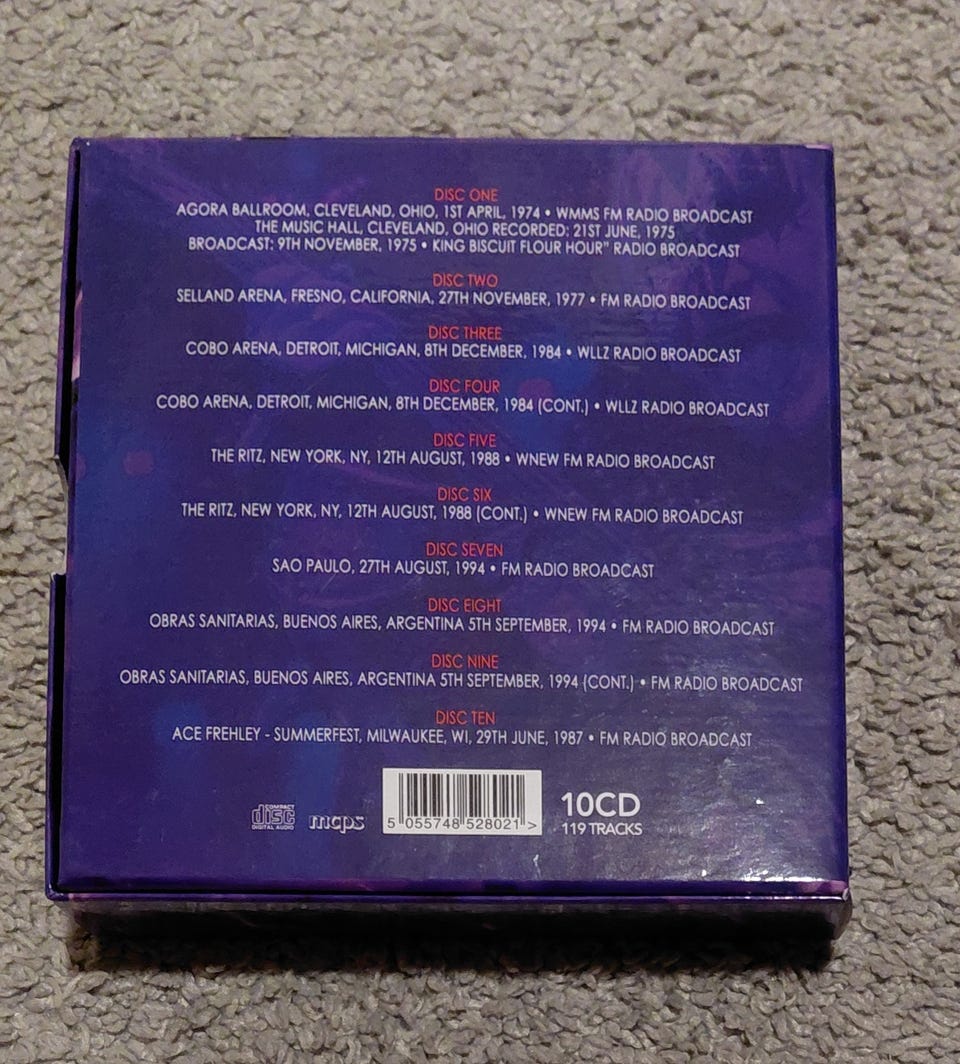 DISC ONE
AGORA BALLROOM, CLEVELAND, OHIO, 1ST APRIL, 1974 • WMMS FM RADIO BROADCAST
THE MUSIC HALL, CLEVELAND, OHIO RECORDED: 21ST JUNE, 1975
BROADCAST: 9TH NOVEMBER, 1975 • KING BISCUIT FLOUR HOUR" RADIO BROADCAST
DISC TWO
SELLAND ARENA, FRESNO, CALIFORNIA, 27TH NOVEMBER, 1977 • FM RADIO BROADCAST
DISC THREE
COBO ARENA, DETROIT, MICHIGAN, 8TH DECEMBER, 1984 • WLLZ RADIO BROADCAST
DISC FOUR
COBO ARENA, DETROIT, MICHIGAN, 8TH DECEMBER, 1984 (CONT.) • WLLZ RADIO BROADCAST
DISC FIVE
THE RITZ, NEW YORK, NY, 12TH AUGUST, 1988 • WNEW FM RADIO BROADCAST
DISC SIX
THE RITZ, NEW YORK, NY, 12TH AUGUST, 1988 (CONT.) • WNEW FM RADIO BROADCAST
DISC SEVEN
SAO PAULO, 27TH AUGUST, 1994 • FM RADIO BROADCAST
DISC EIGHT
OBRAS SANITARIAS, BUENOS AIRES, ARGENTINA 5TH SEPTEMBER, 1994 • FM RADIO BROADCAST
DISC NINE
OBRAS SANITARIAS, BUENOS AIRES, ARGENTINA 5TH SEPTEMBER, 1994 (CONT.) • FM RADIO BROADCAST
DISC TEN
ACE FREHLEY - SUMMERFEST, MILWAUKEE, WI, 29TH JUNE, 1987 • FM RADIO BROADCAST
COMPACT
disc
DIGITAL AUDIO
mcps
5 055748 528021 >
10CD
119 TRACKS